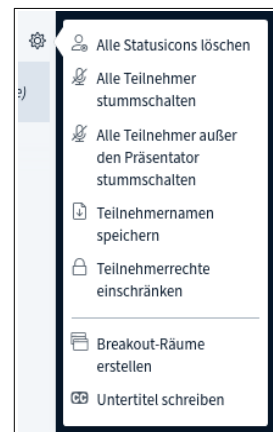 Alle Statusicons löschen
Alle Teilnehmer
stummschalten
Alle Teilnehmer außer
den Präsentator
stummschalten
Teilnehmernamen
speichern
Teilnehmerrechte
einschränken
Breakout-Räume
erstellen
CC Untertitel schreiben